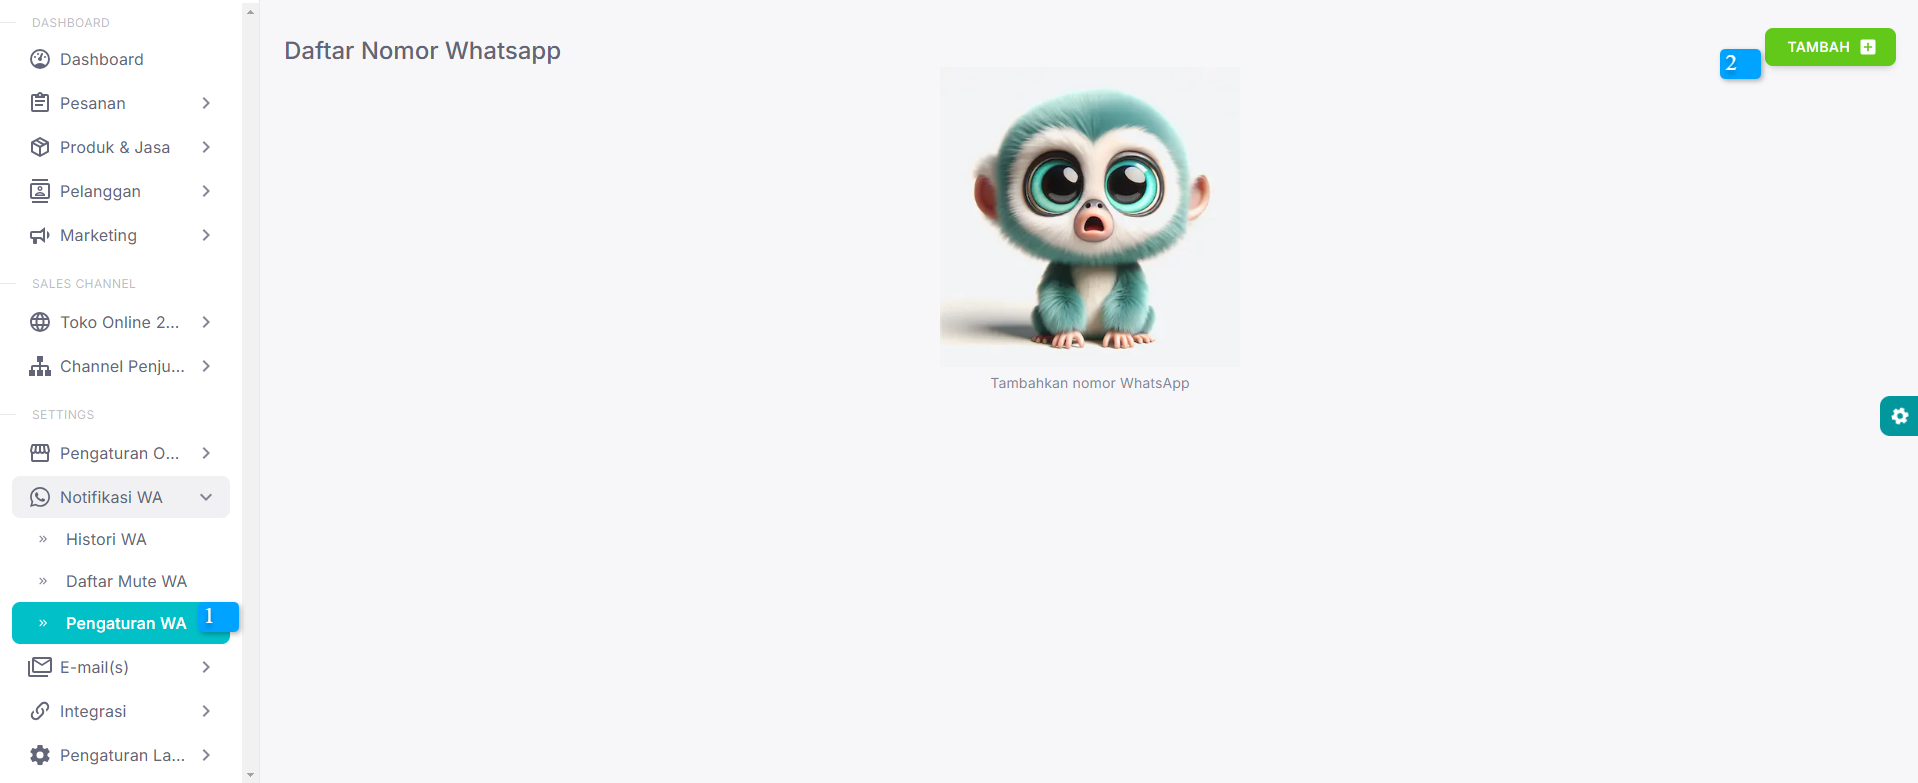 DASHBOARD
Dashboard
Pesanan
Produk & Jasa
Pelanggan
Marketing
SALES CHANNEL
Toko Online 2...
Channel Penju...
SETTINGS
Pengaturan O...
Notifikasi WA
Histori WA
Daftar Mute WA
Pengaturan WA 1
E-mail(s)
Integrasi
Pengaturan La...
Daftar Nomor Whatsapp
2 TAMBAH
Tambahkan nomor WhatsApp